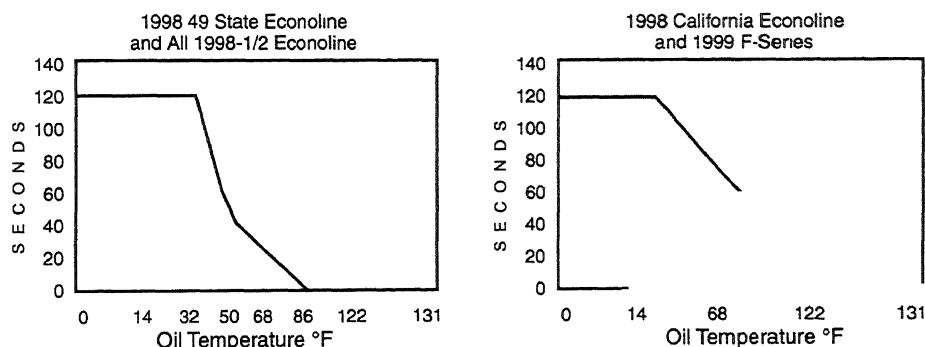 1998 49 State Econoline
and All 1998-1/2 Econoline
140
120
100
80
60
40
20
0
SECONDS
0 14 32 50 68 86 122 131
Oil Temperature °F
1998 California Econoline
and 1999 F-Series
140
120
100
80
60
40
20
0
SECONDS
0 14 68 122 131
Oil Temperature °F